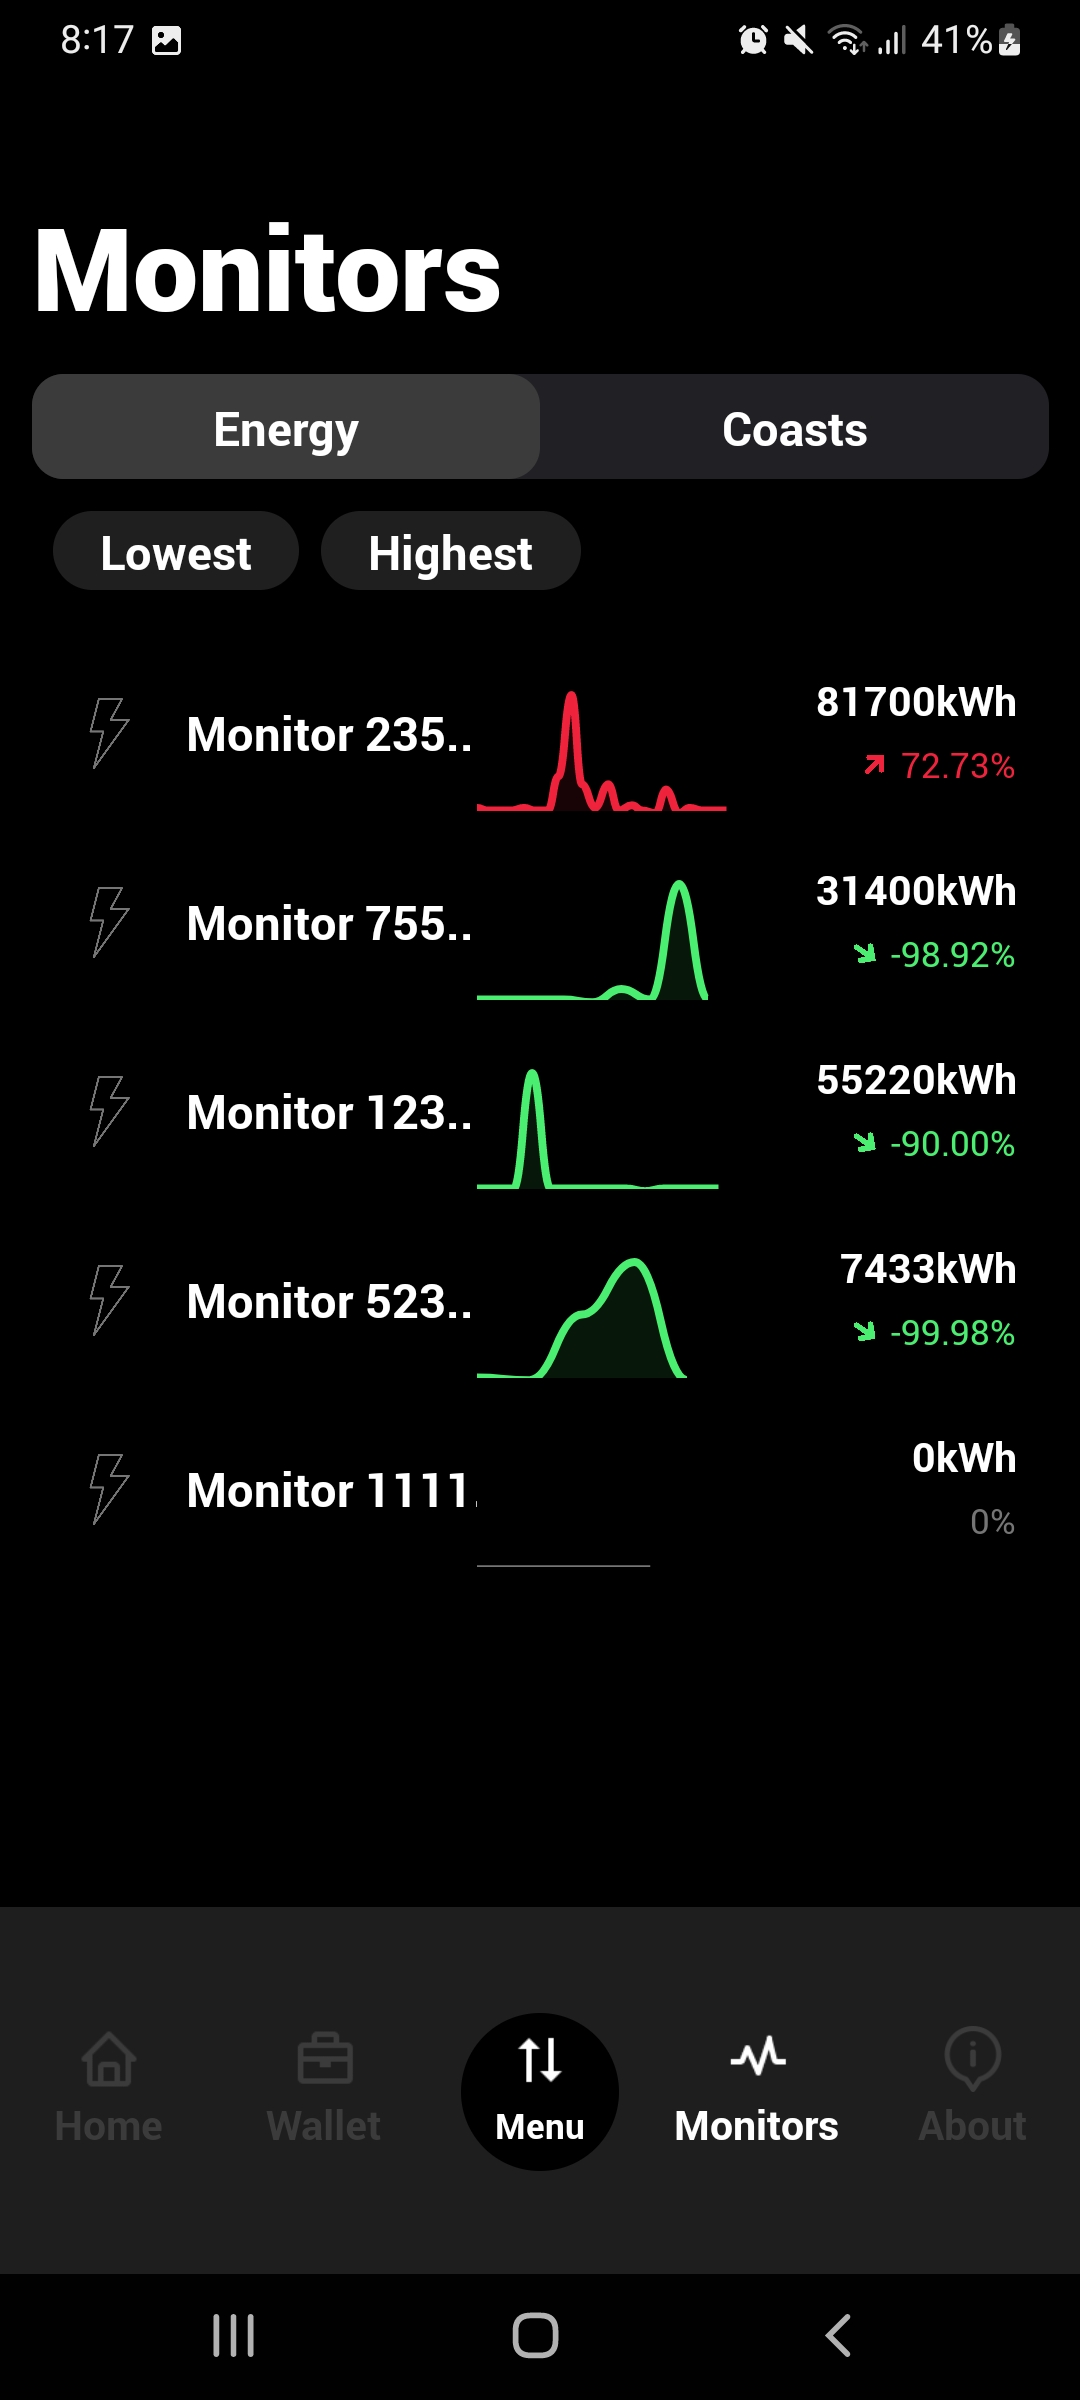 8:17 41%
Monitors
Energy Coasts
Lowest Highest
Monitor 235.. 81700kWh
72.73%
Monitor 755.. 31400kWh
-98.92%
Monitor 123.. 55220kWh
-90.00%
Monitor 523.. 7433kWh
-99.98%
Monitor 1111. 0kWh
0%
Home Wallet Menu Monitors About